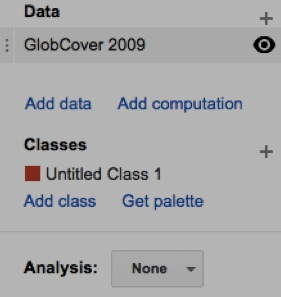 Data
GlobCover 2009
Add data Add computation
Classes
Untitled Class 1
Add class Get palette
Analysis: None